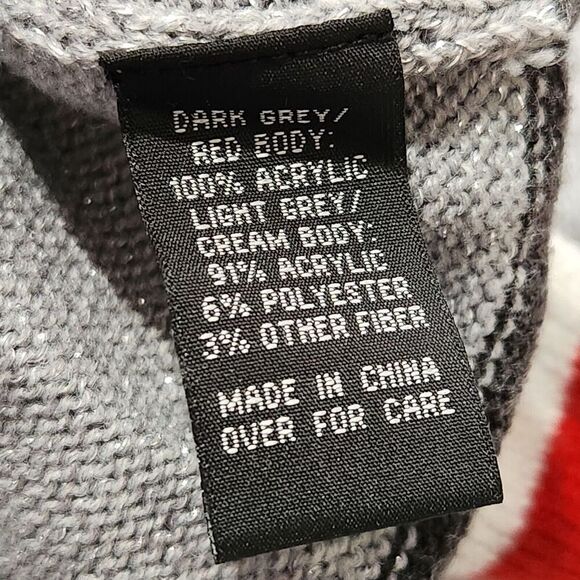 DARK GREY/
RED BODY:
100% ACRYLIC
LIGHT GREY/
CREAM BODY:
91% ACRYLIC
6% POLYESTER
3% OTHER FIBER
MADE IN CHINA
OVER FOR CARE